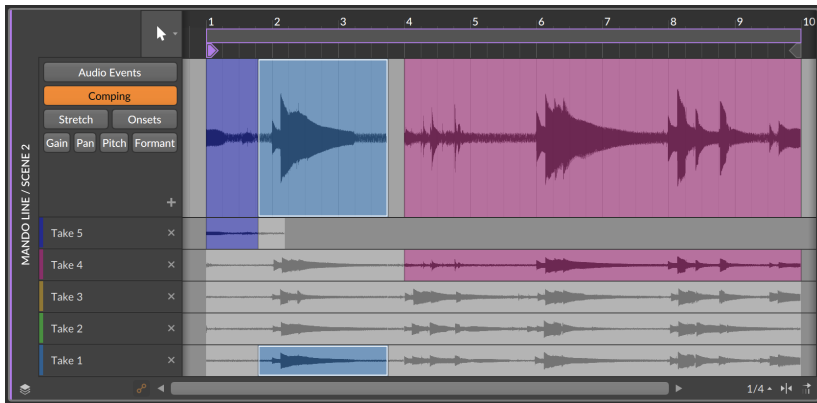 1 2 3 4 5 6 7 8 9 10
Audio Events
Comping
Stretch Onsets
Gain Pan Pitch Formant
+
MANDO LINE / SCENE 2
Take 5 ×
Take 4 ×
Take 3 ×
Take 2 ×
Take 1 ×
1/4